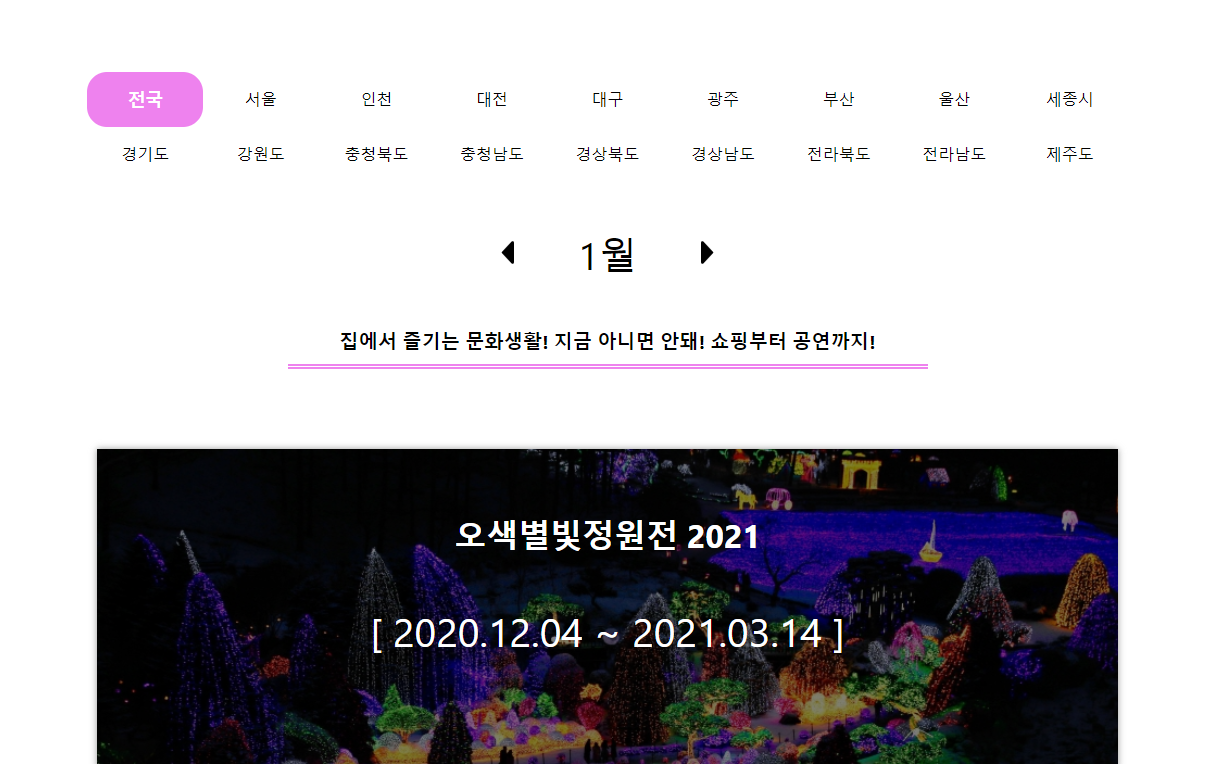 전국 서울 인천 대전 대구 광주 부산 울산 세종시
경기도 강원도 충청북도 충청남도 경상북도 경상남도 전라북도 전라남도 제주도
1월
집에서 즐기는 문화생활! 지금 아니면 안돼! 쇼핑부터 공연까지!
오색별빛정원전 2021
[ 2020.12.04 ~ 2021.03.14 ]